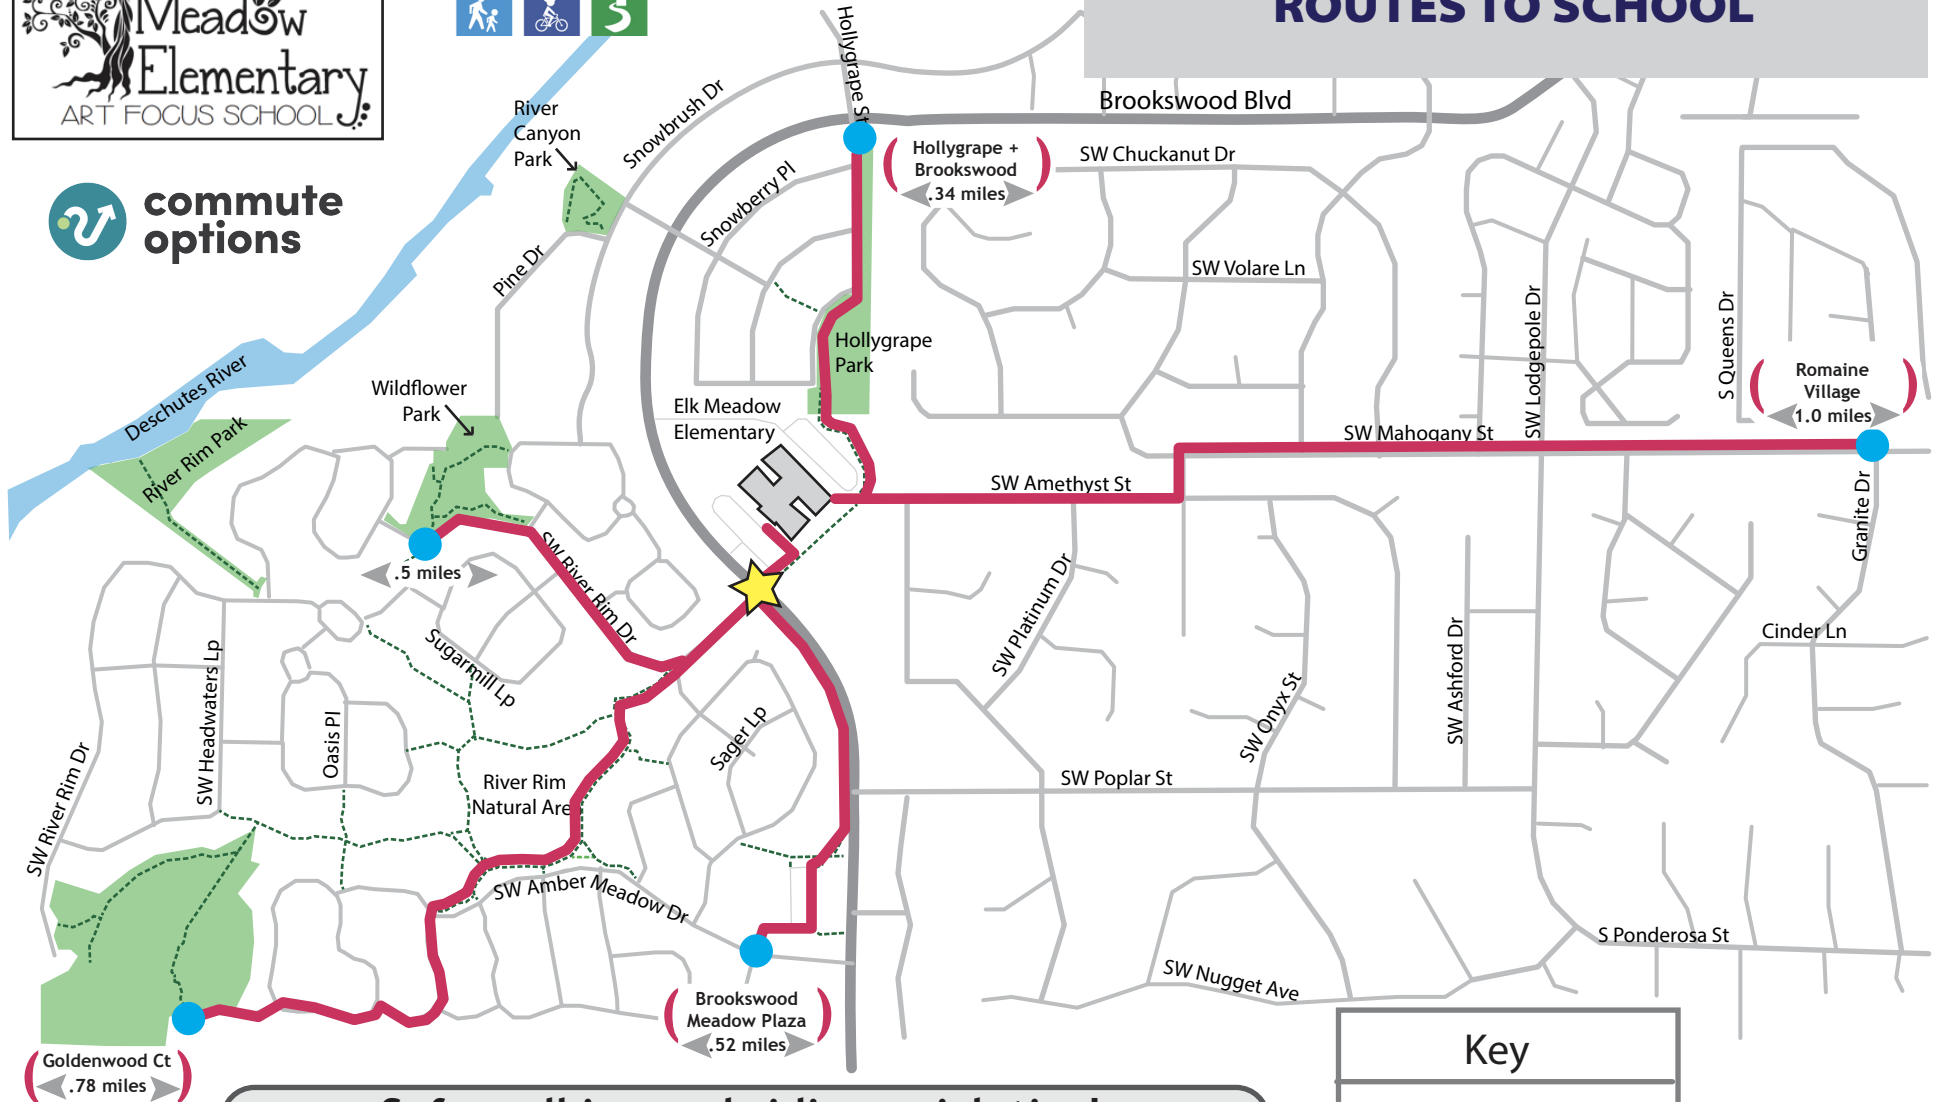 Meadow
Elementary
ART FOCUS SCHOOL
ROUTES TO SCHOOL
commute
options
River
Canyon
Park
Snowbrush Dr
Hollygrape St
Brookswood Blvd
Hollygrape +
Brookswood
.34 miles
SW Chuckanut Dr
Snowberry Pl
Pine Dr
SW Volare Ln
SW Lodgepole Dr
S Queens Dr
Hollygrape
Park
Romaine
Village
1.0 miles
Deschutes River
River Rim Park
Wildflower
Park
Elk Meadow
Elementary
SW Mahogany St
SW Amethyst St
Granite Dr
.5 miles
SW River Rim Dr
SW Platinum Dr
Cinder Ln
Sugarmill Lp
SW Headwaters Lp
Oasis Pl
Sager Lp
SW Onyx St
SW Ashford Dr
SW River Rim Dr
River Rim
Natural Area
SW Poplar St
SW Amber Meadow Dr
S Ponderosa St
SW Nugget Ave
Brookswood
Meadow Plaza
.52 miles
Goldenwood Ct
.78 miles
Key